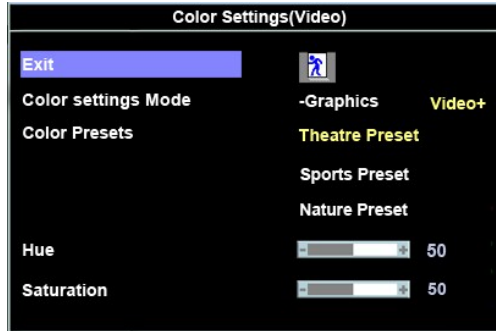 Color Settings(Video)
Exit
Color settings Mode -Graphics Video+
Color Presets Theatre Preset
Sports Preset
Nature Preset
Hue - + 50
Saturation - + 50